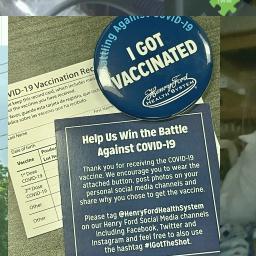 Battling Against COVID-19
I GOT
VACCINATED
Henry Ford
HEALTH SYSTEM
VID-19 Vaccination Rec
Date of birth
Vaccine
1st Dose
COVID-19
2nd Dose
COVID-19
Other
Other
Help Us Win the Battle
Against COVID-19
Thank you for receiving the COVID-19
vaccine. We encourage you to wear the
attached button, post photos on your
personal social media channels and
share why you chose to get the vaccine.
Please tag @HenryFordHealthSystem
on our Henry Ford Social Media channels
including Facebook, Twitter and
Instagram and feel free to also use
the hashtag #IGotTheShot.